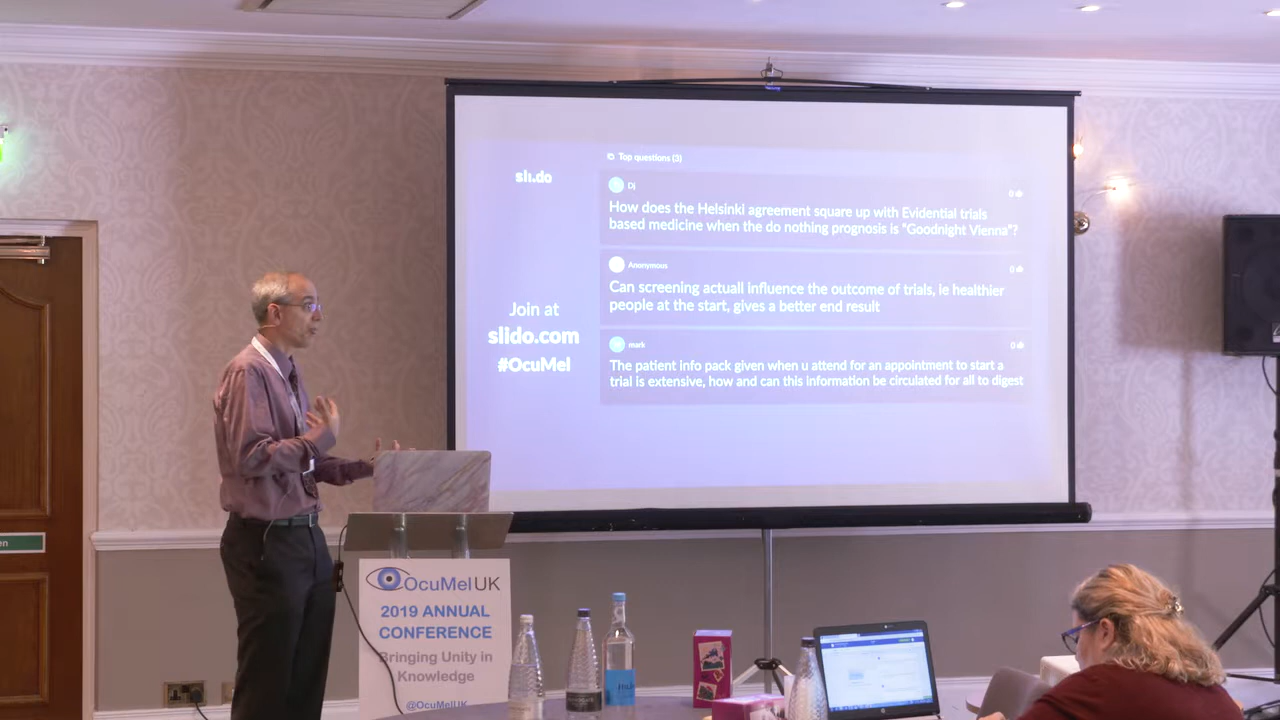 Top questions (3)
sli.do
Dj
0
How does the Helsinki agreement square up with Evidential trials
based medicine when the do nothing prognosis is "Goodnight Vienna"?
Anonymous
0
Can screening actuall influence the outcome of trials, ie healthier
people at the start, gives a better end result
Join at
slido.com
#OcuMel
mark
0
The patient info pack given when u attend for an appointment to start a
trial is extensive, how and can this information be circulated for all to digest
OcuMelUK
2019 ANNUAL
CONFERENCE
Bringing Unity in
Knowledge
@OcuMelUK